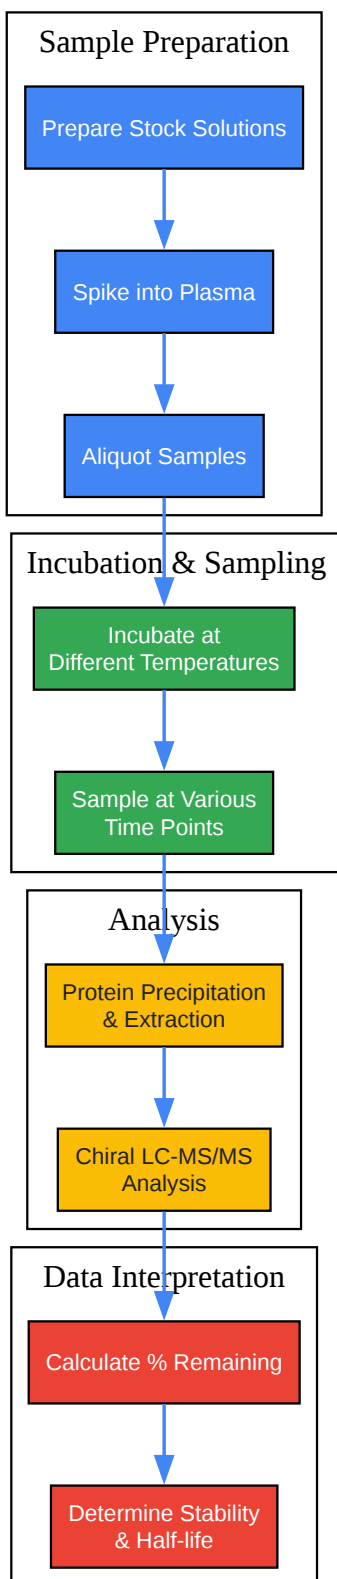 Sample Preparation
Prepare Stock Solutions
Spike into Plasma
Aliquot Samples
Incubation & Sampling
Incubate at
Different Temperatures
Sample at Various
Time Points
Analysis
Protein Precipitation
& Extraction
Chiral LC-MS/MS
Analysis
Data Interpretation
Calculate % Remaining
Determine Stability
& Half-life